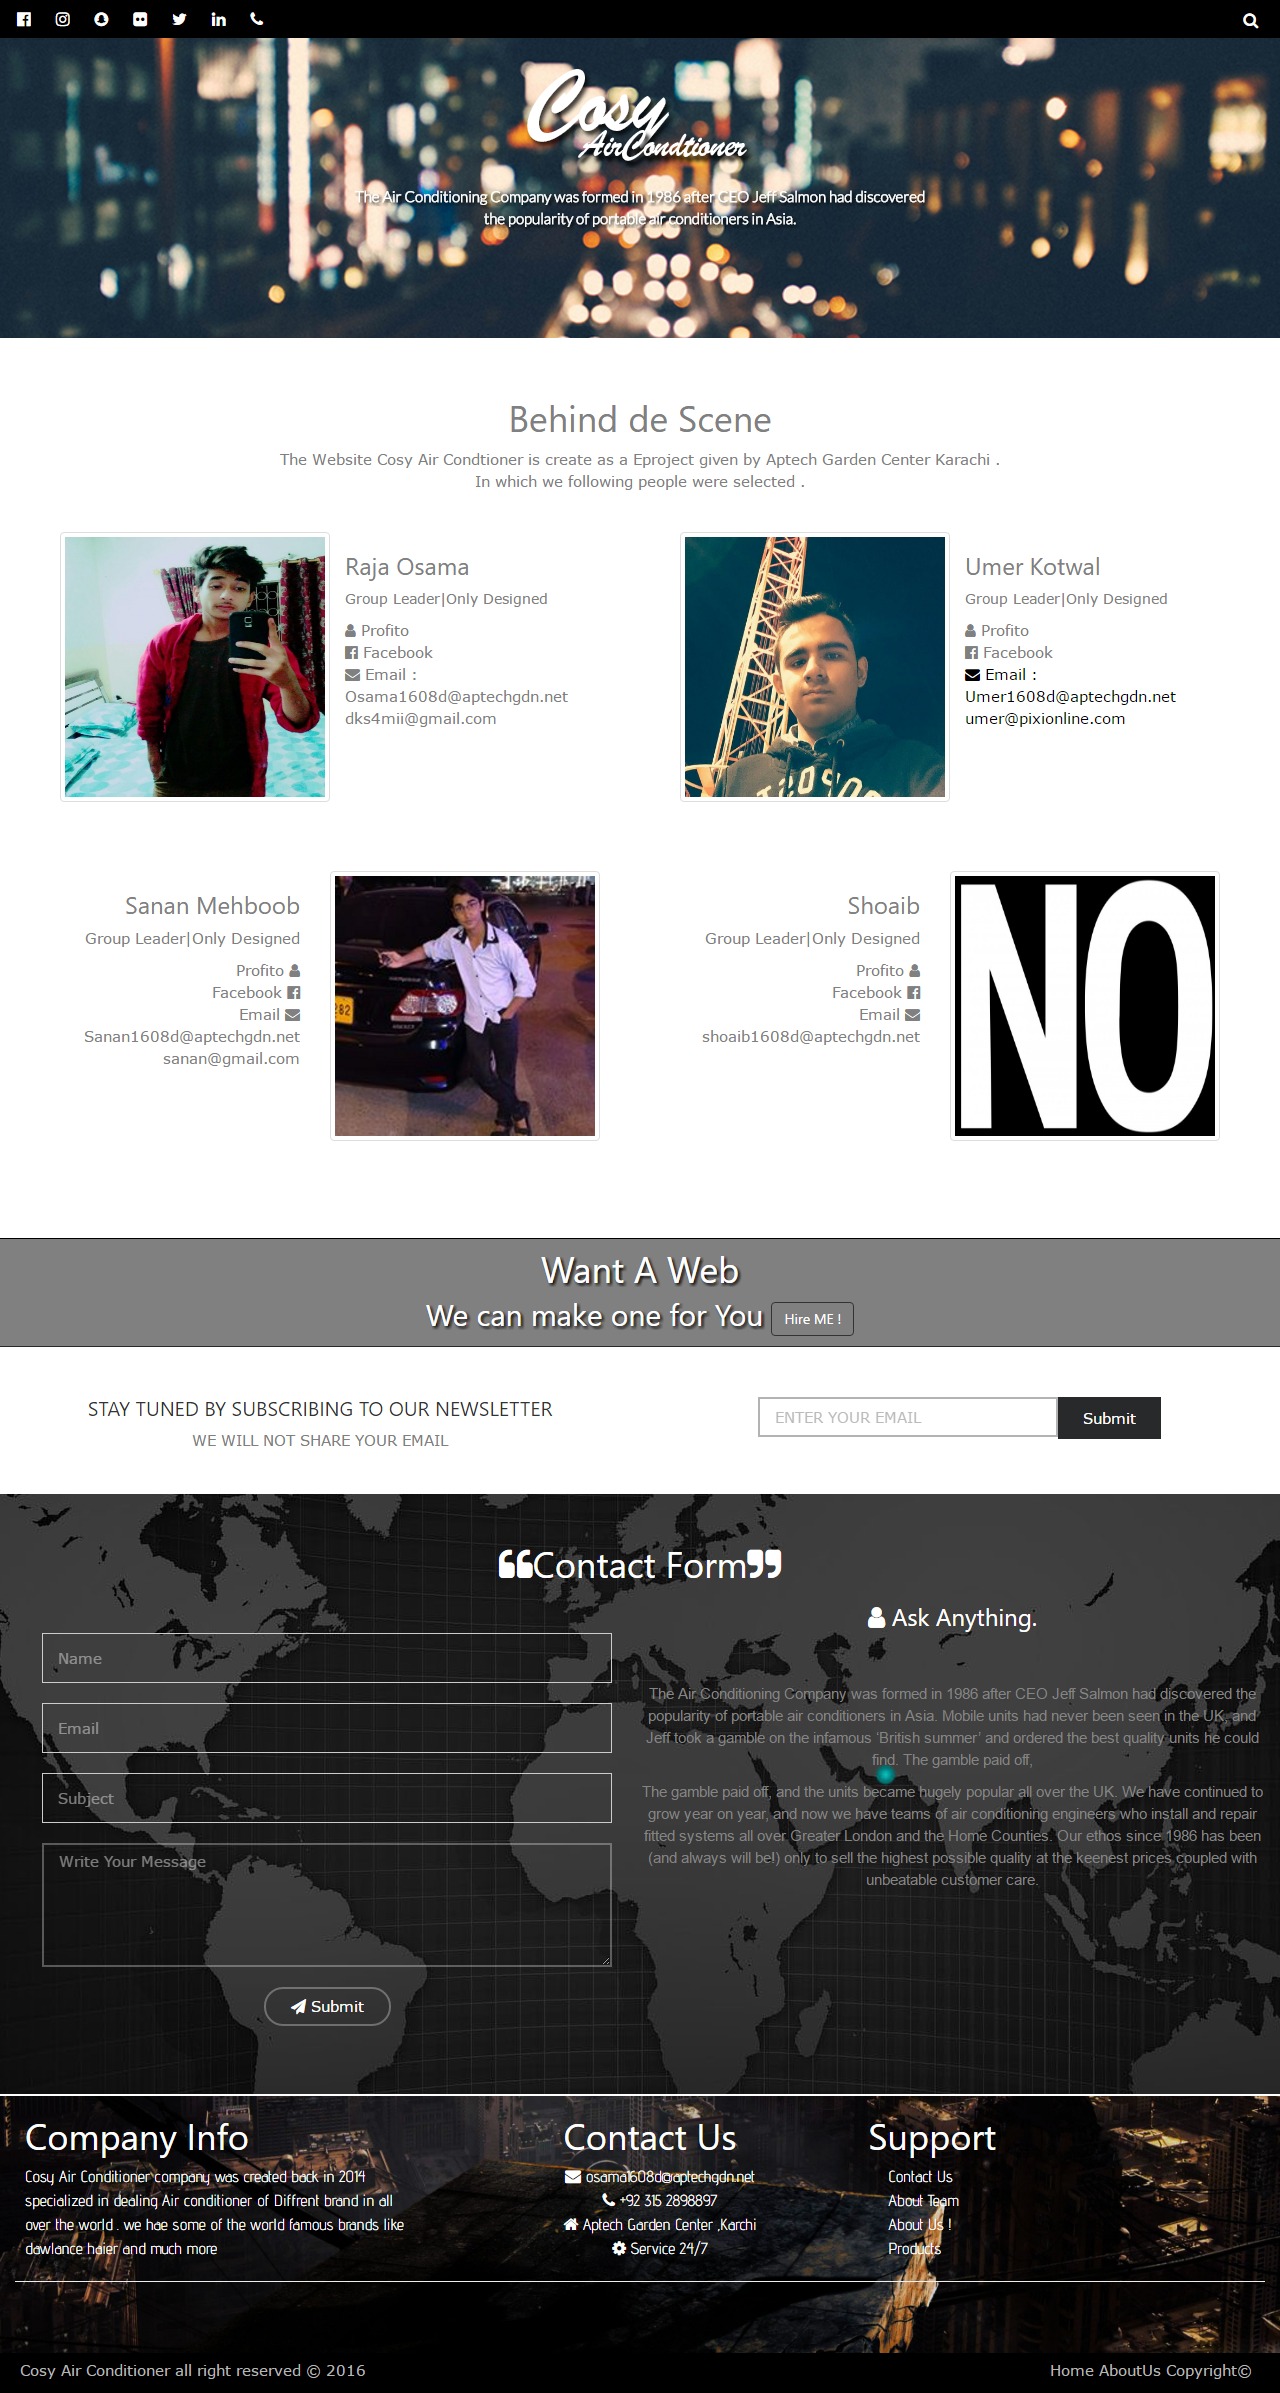 Cosy
AirCondtioner
The Air Conditioning Company was formed in 1986 after CEO Jeff Salmon had discovered
the popularity of portable air conditioners in Asia.
Behind de Scene
The Website Cosy Air Condtioner is create as a Eproject given by Aptech Garden Center Karachi .
In which we following people were selected .
Raja Osama
Group Leader|Only Designed
Profito
Facebook
Email :
Osama1608d@aptechgdn.net
dks4mii@gmail.com
Umer Kotwal
Group Leader|Only Designed
Profito
Facebook
Email :
Umer1608d@aptechgdn.net
umer@pixionline.com
Sanan Mehboob
Group Leader|Only Designed
Profito
Facebook
Email
Sanan1608d@aptechgdn.net
sanan@gmail.com
282
Shoaib
Group Leader|Only Designed
Profito
Facebook
Email
shoaib1608d@aptechgdn.net
NO
Want A Web
We can make one for You Hire ME !
STAY TUNED BY SUBSCRIBING TO OUR NEWSLETTER
WE WILL NOT SHARE YOUR EMAIL
ENTER YOUR EMAIL
Submit
❝Contact Form❞
Name
Email
Subject
Write Your Message
Submit
Ask Anything.
The Air Conditioning Company was formed in 1986 after CEO Jeff Salmon had discovered the
popularity of portable air conditioners in Asia. Mobile units had never been seen in the UK, and
Jeff took a gamble on the infamous ‘British summer’ and ordered the best quality units he could
find. The gamble paid off,
The gamble paid off, and the units became hugely popular all over the UK. We have continued to
grow year on year, and now we have teams of air conditioning engineers who install and repair
fitted systems all over Greater London and the Home Counties. Our ethos since 1986 has been
(and always will be!) only to sell the highest possible quality at the keenest prices coupled with
unbeatable customer care.
Company Info
Cosy Air Conditioner company was created back in 2014
specialized in dealing Air conditioner of Diffrent brand in all
over the world . we hae some of the world famous brands like
dawlance haier and much more
Contact Us
osama1608d@aptechgdn.net
+92 315 2898897
Aptech Garden Center ,Karchi
Service 24/7
Support
Contact Us
About Team
About Us !
Products
Cosy Air Conditioner all right reserved © 2016
Home AboutUs Copyright©